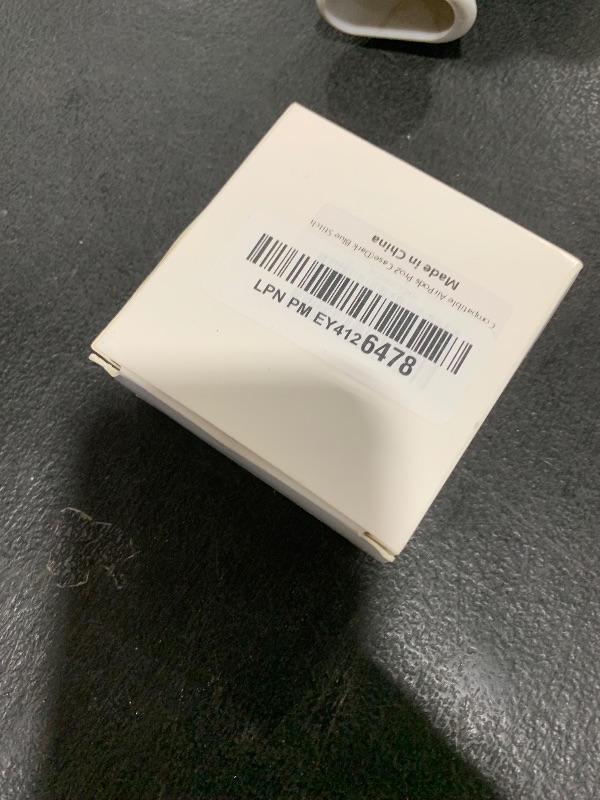 LPN PM EY4126478
Compatible AirPods Pro2 Case/Dark Blue Stitch
Made in China